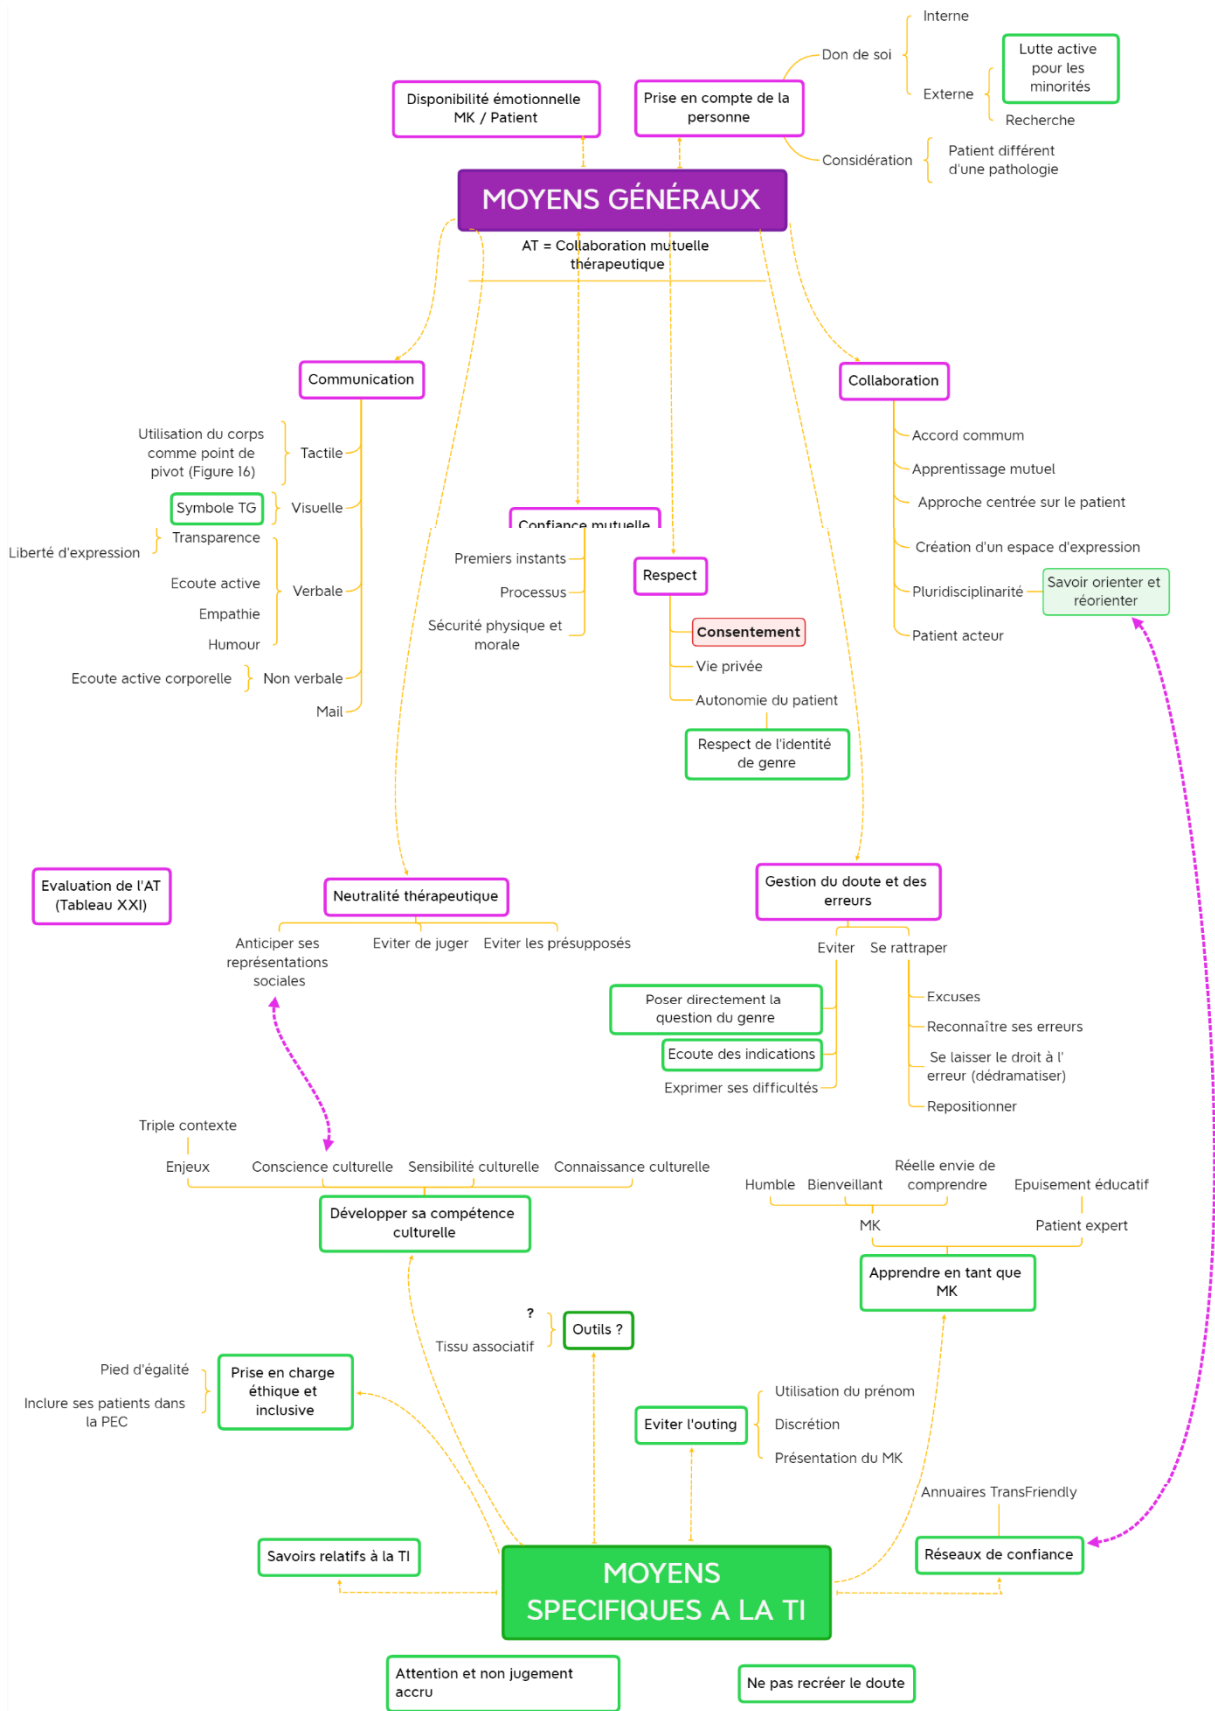 Interne
Don de soi
Lutte active
pour les
minorités
Externe
Recherche
Disponibilité émotionnelle
MK / Patient
Prise en compte de la
personne
Considération
Patient différent
d'une pathologie
MOYENS GÉNÉRAUX
AT = Collaboration mutuelle
thérapeutique
Communication
Utilisation du corps
comme point de
pivot (Figure 16)
Tactile
Symbole TG
Visuelle
Liberté d'expression
Transparence
Ecoute active
Empathie
Humour
Verbale
Ecoute active corporelle
Non verbale
Mail
Confiance mutuelle
Premiers instants
Processus
Sécurité physique et
morale
Respect
Consentement
Vie privée
Autonomie du patient
Respect de l'identité
de genre
Collaboration
Accord commum
Apprentissage mutuel
Approche centrée sur le patient
Création d'un espace d'expression
Pluridisciplinarité
Savoir orienter et
réorienter
Patient acteur
Evaluation de l'AT
(Tableau XXI)
Neutralité thérapeutique
Anticiper ses
représentations
sociales
Eviter de juger
Eviter les présupposés
Gestion du doute et des
erreurs
Eviter
Se rattraper
Poser directement la
question du genre
Ecoute des indications
Exprimer ses difficultés
Excuses
Reconnaître ses erreurs
Se laisser le droit à l'
erreur (dédramatiser)
Repositionner
Triple contexte
Enjeux
Conscience culturelle
Sensibilité culturelle
Connaissance culturelle
Développer sa compétence
culturelle
Humble
Bienveillant
Réelle envie de
comprendre
Epuisement éducatif
MK
Patient expert
Apprendre en tant que
MK
?
Tissu associatif
Outils ?
Pied d'égalité
Inclure ses patients dans
la PEC
Prise en charge
éthique et
inclusive
Eviter l'outing
Utilisation du prénom
Discrétion
Présentation du MK
Annuaires TransFriendly
Réseaux de confiance
Savoirs relatifs à la TI
MOYENS
SPECIFIQUES A LA TI
Attention et non jugement
accru
Ne pas recréer le doute